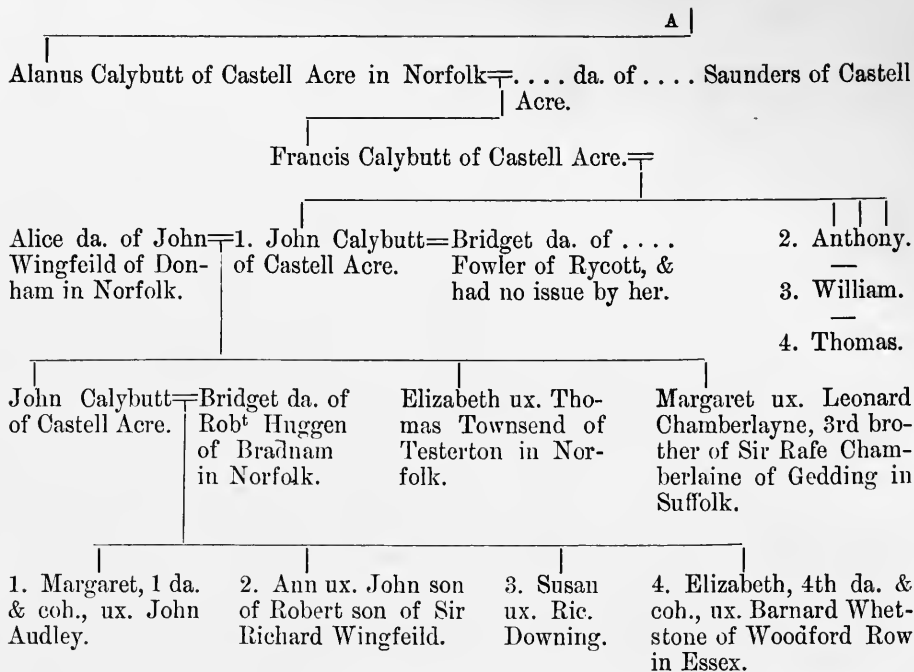 A
Alanus Calybutt of Castell Acre in Norfolk=. . . . da. of . . . . Saunders of Castell
Acre.
Francis Calybutt of Castell Acre.=
Alice da. of John
Wingfeild of Don-
ham in Norfolk.
=1. John Calybutt=
of Castell Acre.
Bridget da. of . . . .
Fowler of Rycott, &
had no issue by her.
2. Anthony.
—
3. William.
—
4. Thomas.
John Calybutt=
of Castell Acre.
Bridget da. of
Robt Huggen
of Bradnam
in Norfolk.
Elizabeth ux. Tho-
mas Townsend of
Testerton in Nor-
folk.
Margaret ux. Leonard
Chamberlayne, 3rd bro-
ther of Sir Rafe Cham-
berlaine of Gedding in
Suffolk.
1. Margaret, 1 da.
& coh., ux. John
Audley.
2. Ann ux. John son
of Robert son of Sir
Richard Wingfeild.
3. Susan
ux. Ric.
Downing.
4. Elizabeth, 4th da. &
coh., ux. Barnard Whet-
stone of Woodford Row
in Essex.